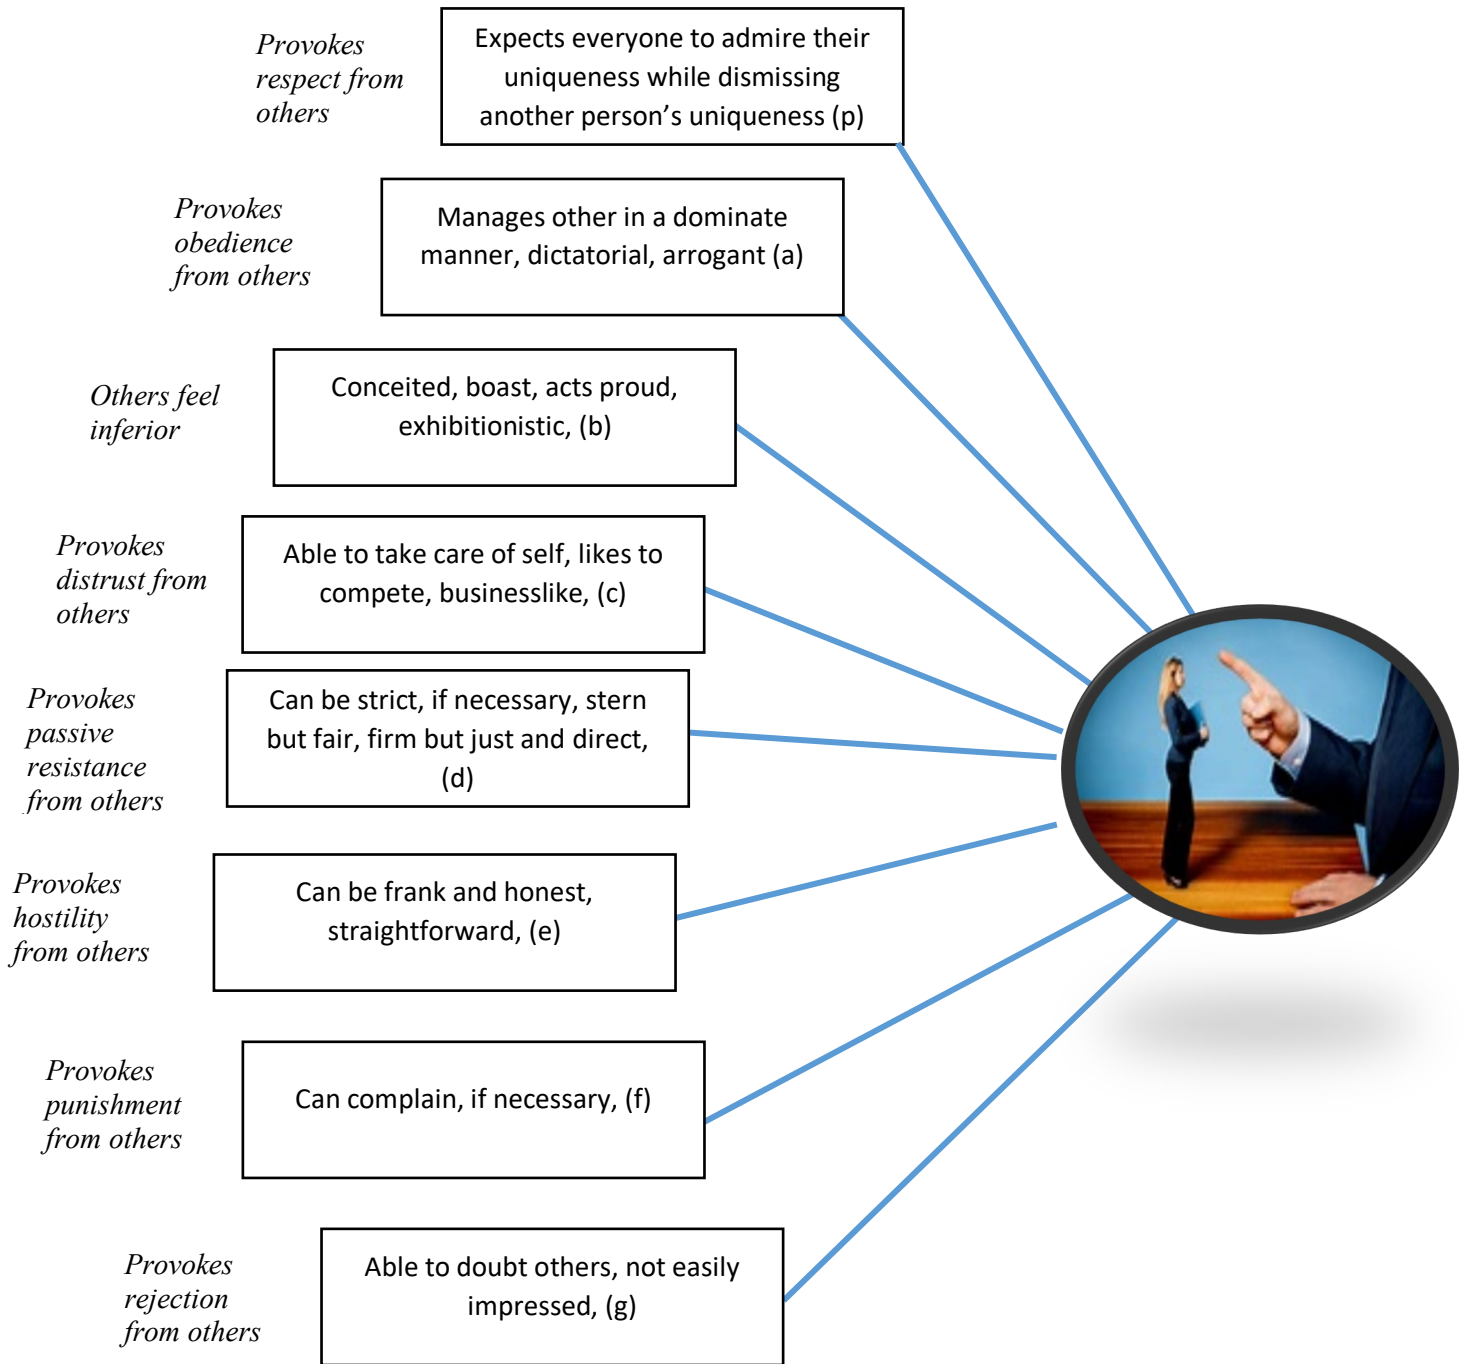 Provokes
respect from
others
Expects everyone to admire their
uniqueness while dismissing
another person’s uniqueness (p)
Provokes
obedience
from others
Manages other in a dominate
manner, dictatorial, arrogant (a)
Others feel
inferior
Conceited, boast, acts proud,
exhibitionistic, (b)
Provokes
distrust from
others
Able to take care of self, likes to
compete, businesslike, (c)
Provokes
passive
resistance
from others
Can be strict, if necessary, stern
but fair, firm but just and direct,
(d)
Provokes
hostility
from others
Can be frank and honest,
straightforward, (e)
Provokes
punishment
from others
Can complain, if necessary, (f)
Provokes
rejection
from others
Able to doubt others, not easily
impressed, (g)